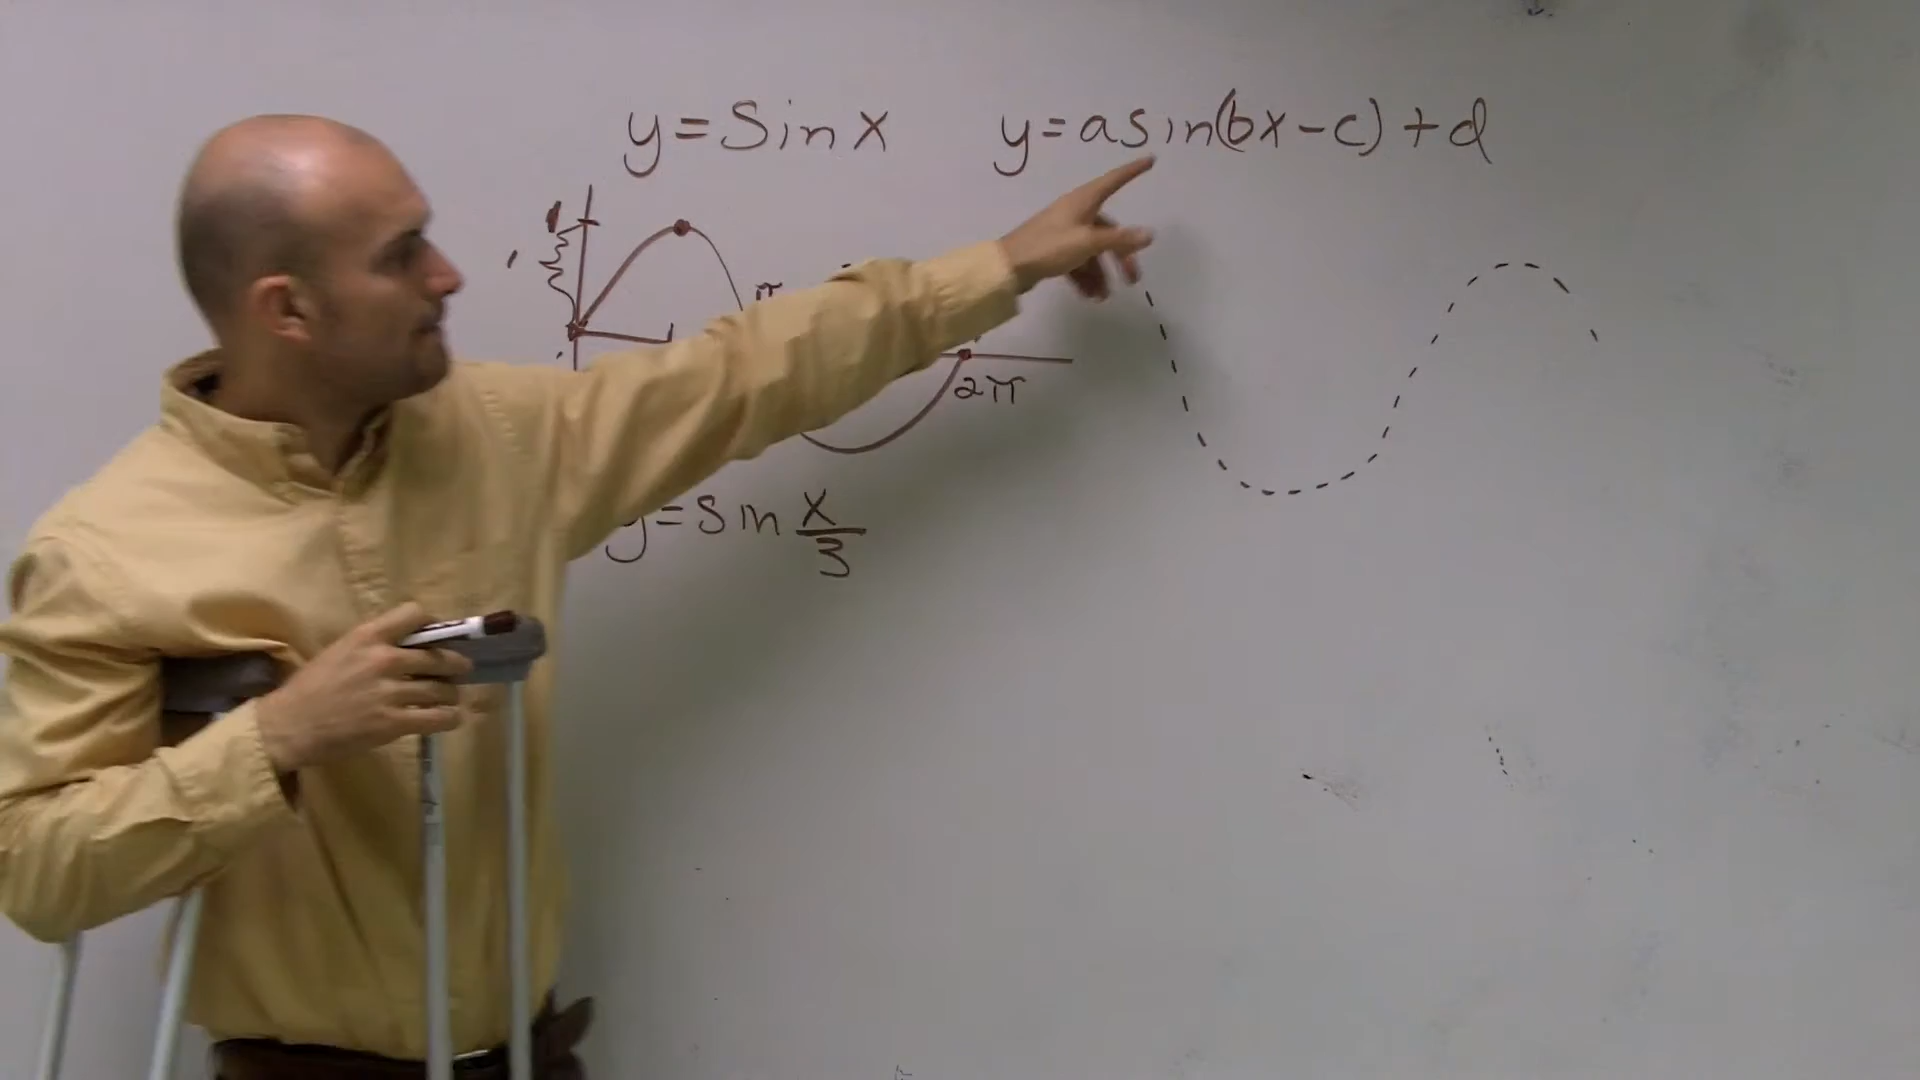 y = sin x
y = a sin(bx - c) + d
π
2π
y = sin x/3